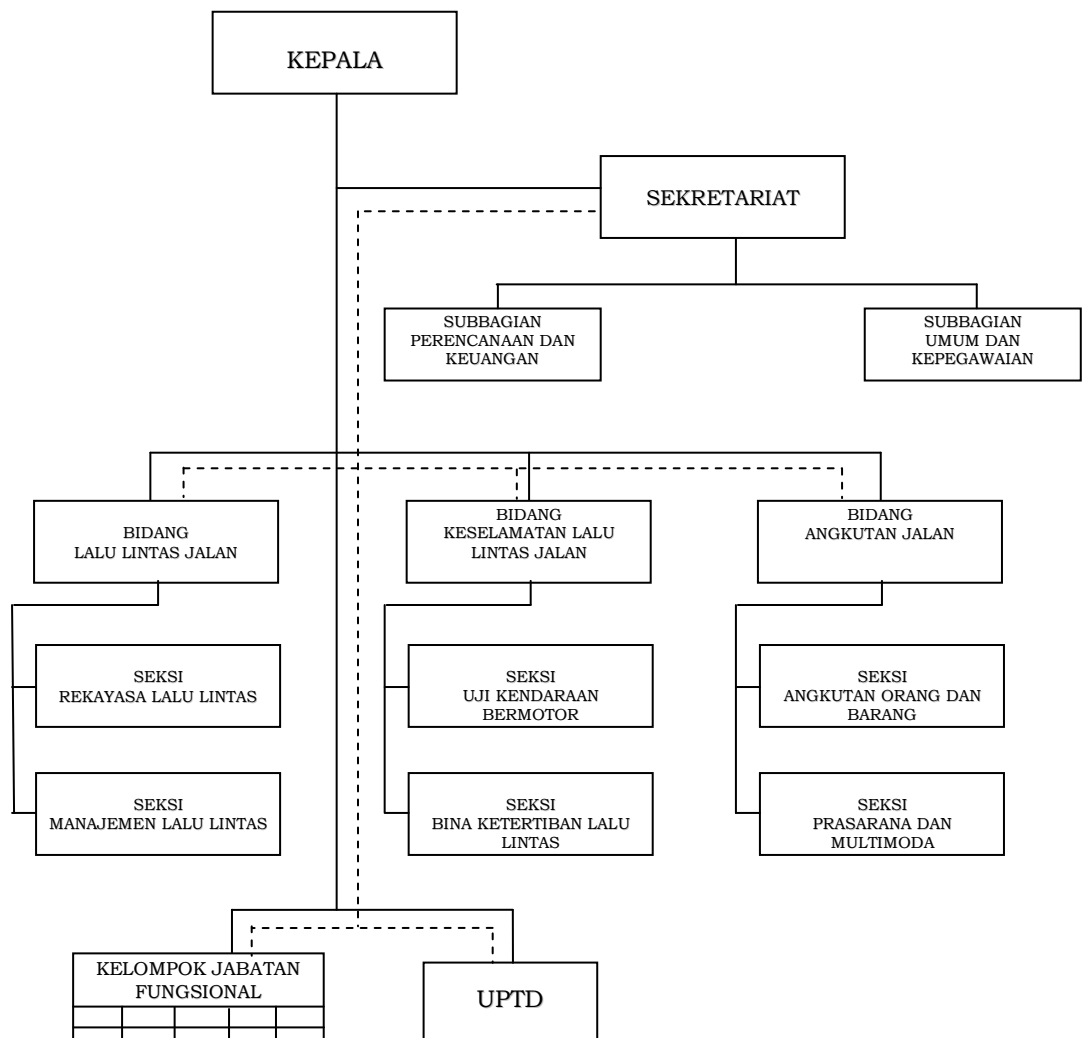 KEPALA
SEKRETARIAT
SUBBAGIAN
PERENCANAAN DAN
KEUANGAN
SUBBAGIAN
UMUM DAN
KEPEGAWAIAN
BIDANG
LALU LINTAS JALAN
BIDANG
KESELAMATAN LALU
LINTAS JALAN
BIDANG
ANGKUTAN JALAN
SEKSI
REKAYASA LALU LINTAS
SEKSI
UJI KENDARAAN
BERMOTOR
SEKSI
ANGKUTAN ORANG DAN
BARANG
SEKSI
MANAJEMEN LALU LINTAS
SEKSI
BINA KETERTIBAN LALU
LINTAS
SEKSI
PRASARANA DAN
MULTIMODA
KELOMPOK JABATAN
FUNGSIONAL
UPTD